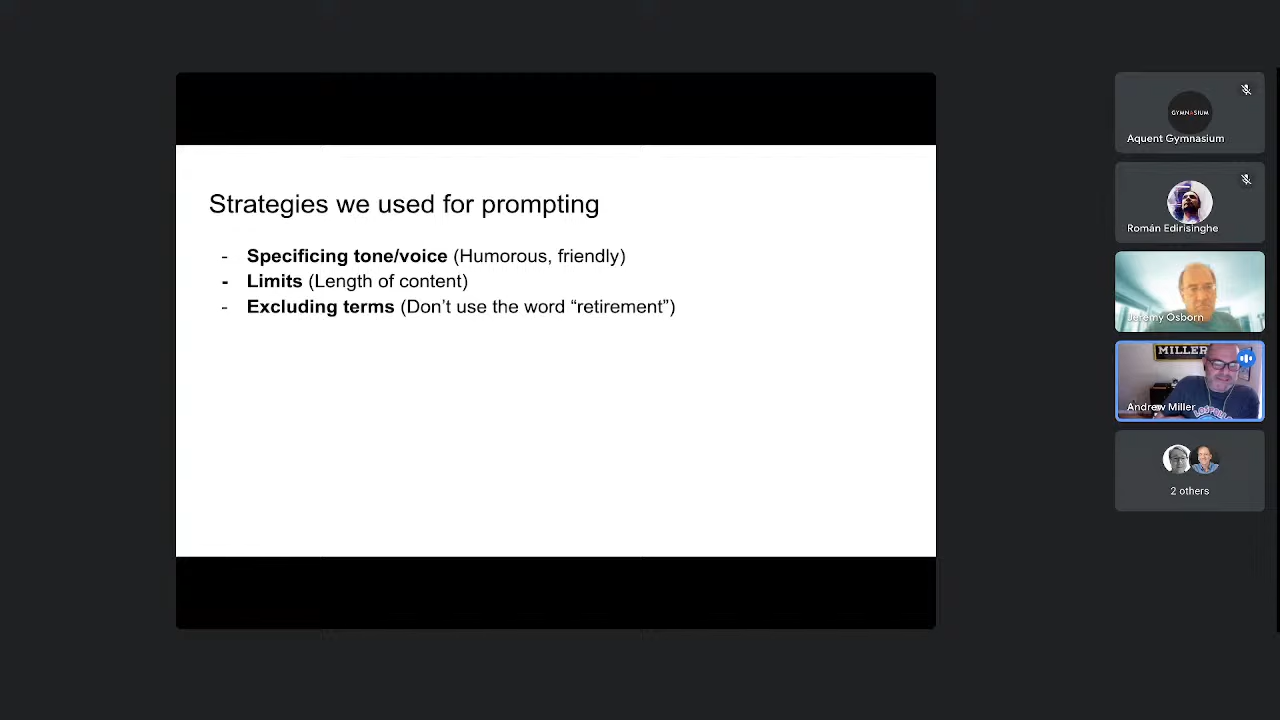 Strategies we used for prompting
- Specificing tone/voice (Humorous, friendly)
- Limits (Length of content)
- Excluding terms (Don’t use the word “retirement”)
GYMNASIUM
Aquent Gymnasium
Román Edirisinghe
Jeremy Osborn
MILLER
Andrew Miller
2 others